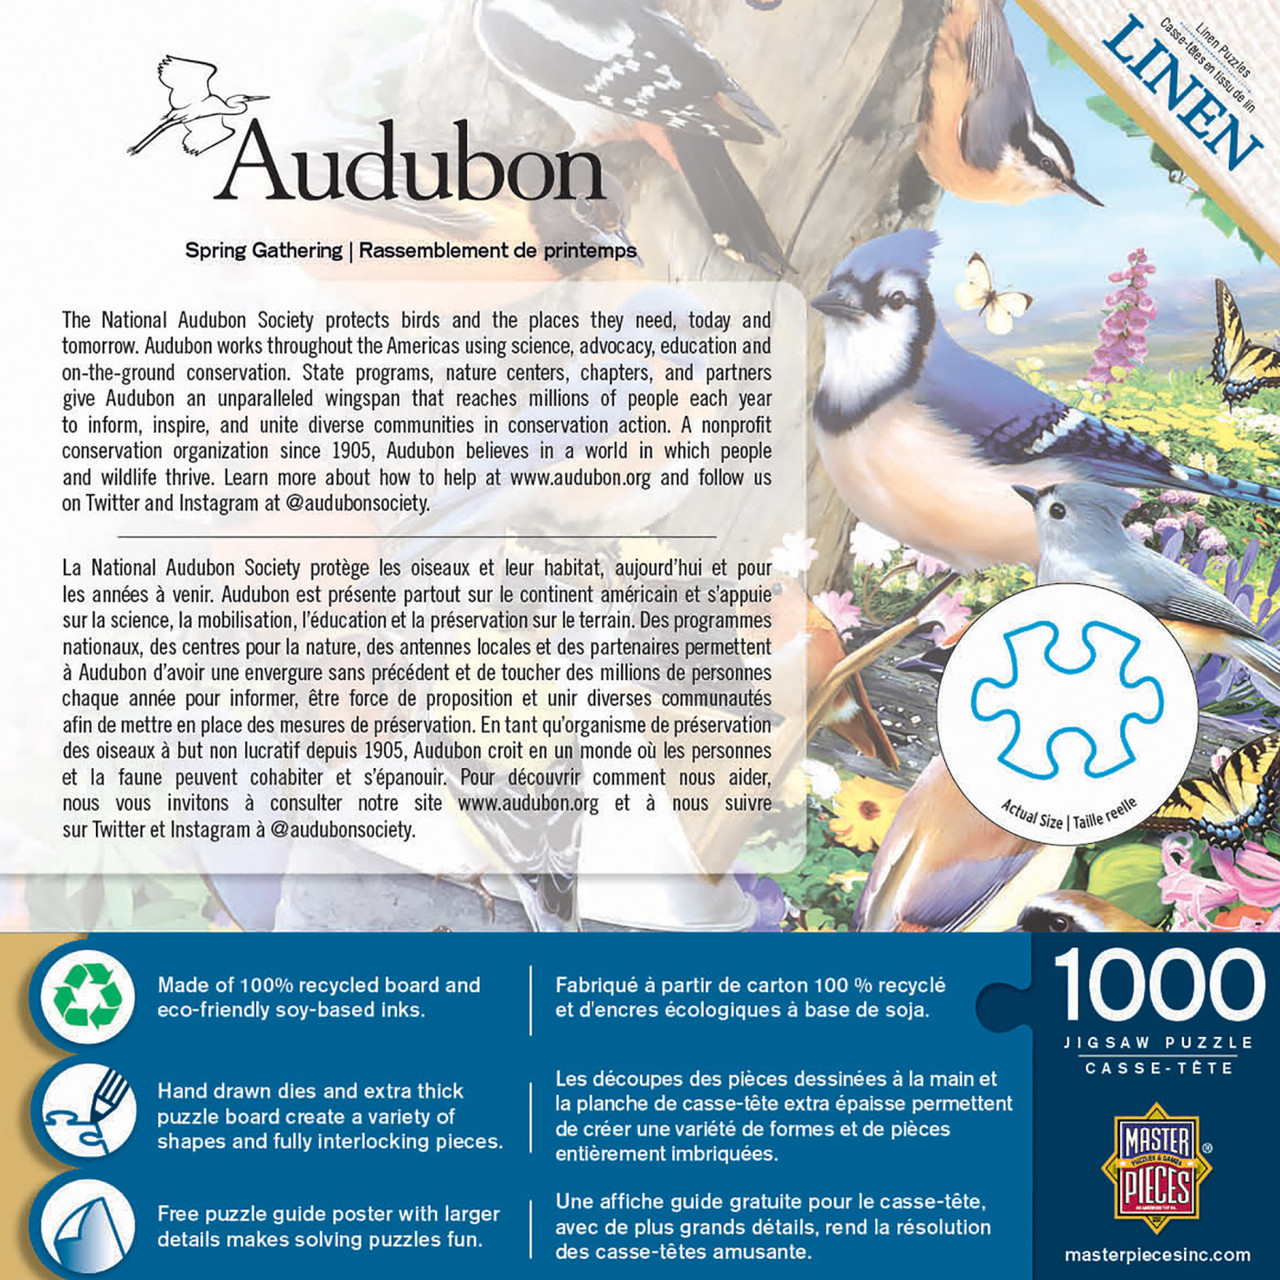 Linen Puzzles
Casse-têtes en tissu de lin
LINEN
Audubon
Spring Gathering | Rassemblement de printemps
The National Audubon Society protects birds and the places they need, today and
tomorrow. Audubon works throughout the Americas using science, advocacy, education and
on-the-ground conservation. State programs, nature centers, chapters, and partners
give Audubon an unparalleled wingspan that reaches millions of people each year
to inform, inspire, and unite diverse communities in conservation action. A nonprofit
conservation organization since 1905, Audubon believes in a world in which people
and wildlife thrive. Learn more about how to help at www.audubon.org and follow us
on Twitter and Instagram at @audubonsociety.
La National Audubon Society protège les oiseaux et leur habitat, aujourd'hui et pour
les années à venir. Audubon est présente partout sur le continent américain et s'appuie
sur la science, la mobilisation, l'éducation et la préservation sur le terrain. Des programmes
nationaux, des centres pour la nature, des antennes locales et des partenaires permettent
à Audubon d'avoir une envergure sans précédent et de toucher des millions de personnes
chaque année pour informer, être force de proposition et unir diverses communautés
afin de mettre en place des mesures de préservation. En tant qu'organisme de préservation
des oiseaux à but non lucratif depuis 1905, Audubon croit en un monde où les personnes
et la faune peuvent cohabiter et s'épanouir. Pour découvrir comment nous aider,
nous vous invitons à consulter notre site www.audubon.org et à nous suivre
sur Twitter et Instagram à @audubonsociety.
Actual Size | Taille reelle
Made of 100% recycled board and
eco-friendly soy-based inks.
Fabriqué à partir de carton 100 % recyclé
et d'encres écologiques à base de soja.
Hand drawn dies and extra thick
puzzle board create a variety of
shapes and fully interlocking pieces.
Les découpes des pièces dessinées à la main et
la planche de casse-tête extra épaisse permettent
de créer une variété de formes et de pièces
entièrement imbriquées.
Free puzzle guide poster with larger
details makes solving puzzles fun.
Une affiche guide gratuite pour le casse-tête,
avec de plus grands détails, rend la résolution
des casse-têtes amusante.
1000
JIGSAW PUZZLE
CASSE-TÊTE
MASTER
PUZZLES & GAMES
PIECES
®
masterpiecesinc.com